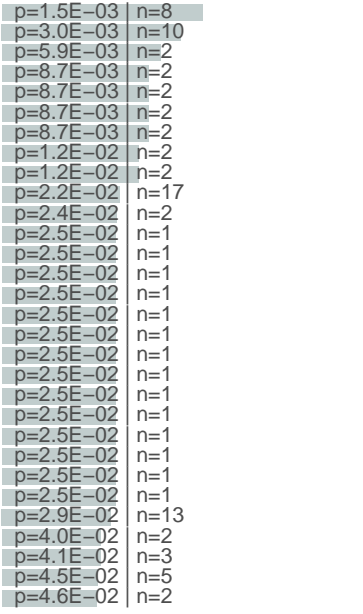 p=1.5E−03 | n=8
p=3.0E−03 | n=10
p=5.9E−03 | n=2
p=8.7E−03 | n=2
p=8.7E−03 | n=2
p=8.7E−03 | n=2
p=8.7E−03 | n=2
p=1.2E−02 | n=2
p=1.2E−02 | n=2
p=2.2E−02 | n=17
p=2.4E−02 | n=2
p=2.5E−02 | n=1
p=2.5E−02 | n=1
p=2.5E−02 | n=1
p=2.5E−02 | n=1
p=2.5E−02 | n=1
p=2.5E−02 | n=1
p=2.5E−02 | n=1
p=2.5E−02 | n=1
p=2.5E−02 | n=1
p=2.5E−02 | n=1
p=2.5E−02 | n=1
p=2.5E−02 | n=1
p=2.5E−02 | n=1
p=2.5E−02 | n=1
p=2.9E−02 | n=13
p=4.0E−02 | n=2
p=4.1E−02 | n=3
p=4.5E−02 | n=5
p=4.6E−02 | n=2